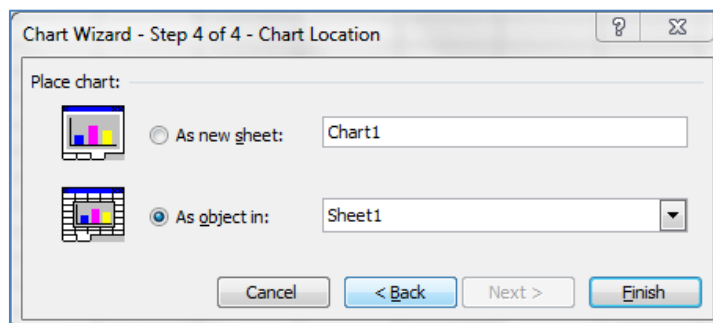 Chart Wizard - Step 4 of 4 - Chart Location
Place chart:
As new sheet: Chart1
As object in: Sheet1
Cancel < Back Next > Finish